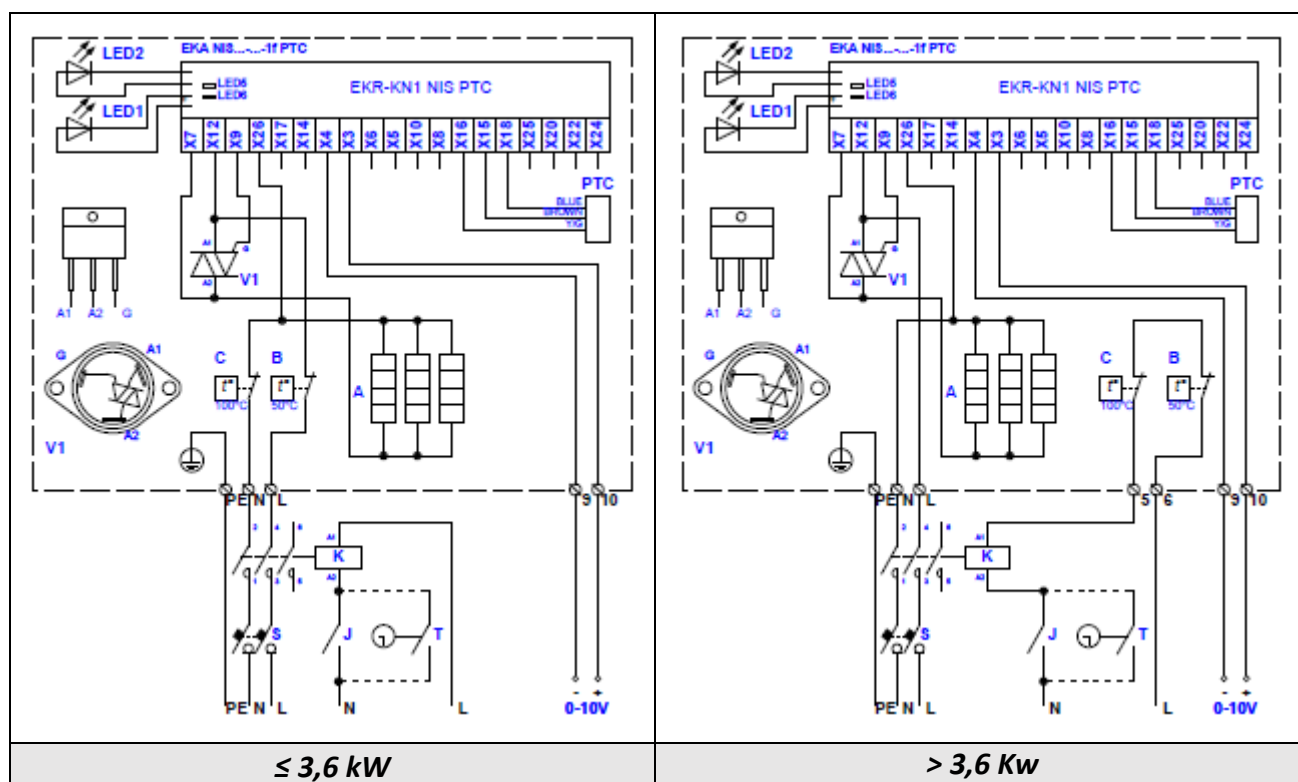 EKA NIS...-...-1f PTC
LED2
LED5
LED6
EKR-KN1 NIS PTC
LED1
X7 X12 X9 X26 X17 X14 X4 X3 X6 X5 X10 X8 X16 X15 X18 X25 X20 X22 X24
PTC
BLUE
BROWN
Y/G
A1
G
V1
A2
A1 A2 G
G
A1
C
B
t°
t°
100°C
50°C
A
A2
V1
PE N L
9 10
A1
K
A2
S
J
T
PE N L
N
L
- +
0-10V
≤ 3,6 kW
EKA NIS...-...-1f PTC
LED2
LED5
LED6
EKR-KN1 NIS PTC
LED1
X7 X12 X9 X26 X17 X14 X4 X3 X6 X5 X10 X8 X16 X15 X18 X25 X20 X22 X24
PTC
BLUE
BROWN
Y/G
A1
G
V1
A2
A1 A2 G
G
A1
C
B
t°
t°
100°C
50°C
A
A2
V1
PE N L
5 6
9 10
A1
K
A2
S
J
T
PE N L
N
L
- +
0-10V
> 3,6 Kw